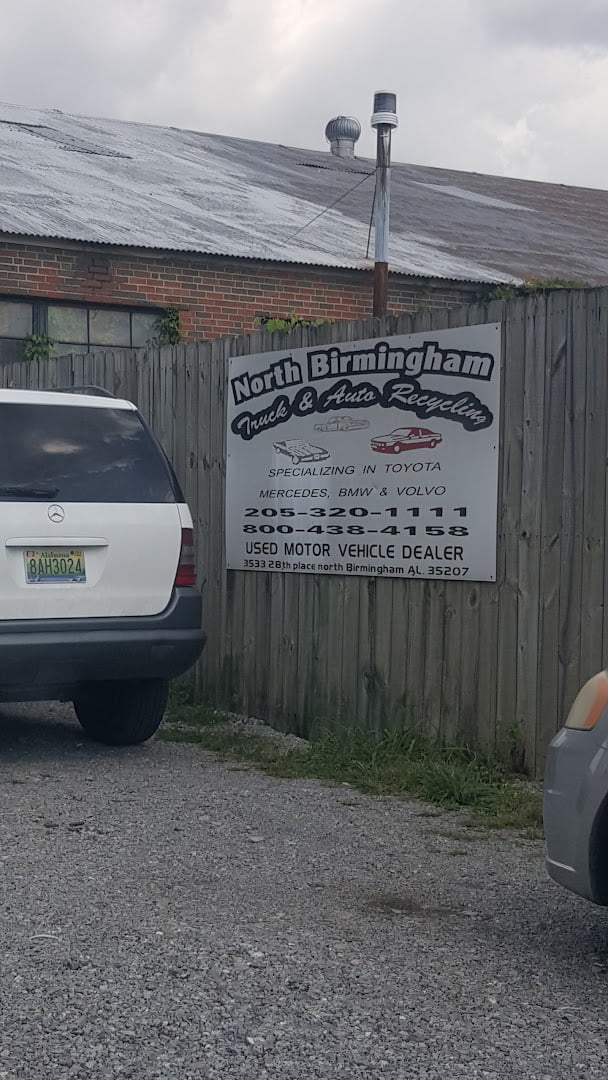 North Birmingham
Truck & Auto Recycling
SPECIALIZING IN TOYOTA
MERCEDES, BMW & VOLVO
205-320-1111
800-438-4158
USED MOTOR VEHICLE DEALER
3533 28th place north Birmingham AL. 35207
Alabama
8AH3024